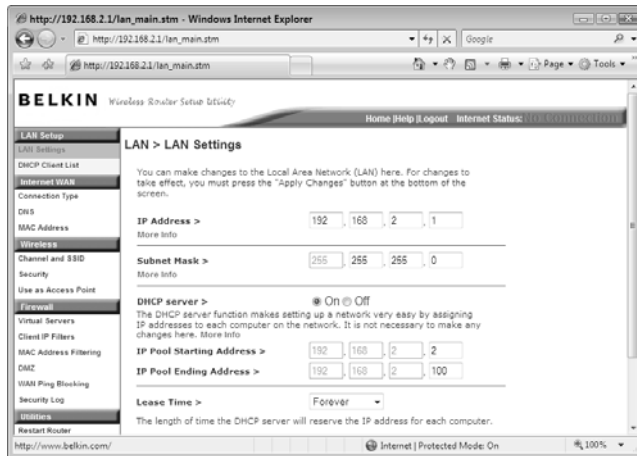 http://192.168.2.1/lan_main.stm - Windows Internet Explorer
http://192.168.2.1/lan_main.stm
Google
http://192.168.2.1/lan_main.stm
Page
Tools
BELKIN Wireless Router Setup Utility
Home |Help |Logout Internet Status: No Connection
LAN Setup
LAN Settings
DHCP Client List
Internet WAN
Connection Type
DNS
MAC Address
Wireless
Channel and SSID
Security
Use as Access Point
Firewall
Virtual Servers
Client IP Filters
MAC Address Filtering
DMZ
WAN Ping Blocking
Security Log
Utilities
Restart Router
LAN > LAN Settings
You can make changes to the Local Area Network (LAN) here. For changes to
take effect, you must press the "Apply Changes" button at the bottom of the
screen.
IP Address > 192 . 168 . 2 . 1
More Info
Subnet Mask > 255 . 255 . 255 . 0
More Info
DHCP server > On Off
The DHCP server function makes setting up a network very easy by assigning
IP addresses to each computer on the network. It is not necessary to make any
changes here. More Info
IP Pool Starting Address > 192 . 168 . 2 . 2
IP Pool Ending Address > 192 . 168 . 2 . 100
Lease Time > Forever
The length of time the DHCP server will reserve the IP address for each computer.
http://www.belkin.com/
Internet | Protected Mode: On
100%